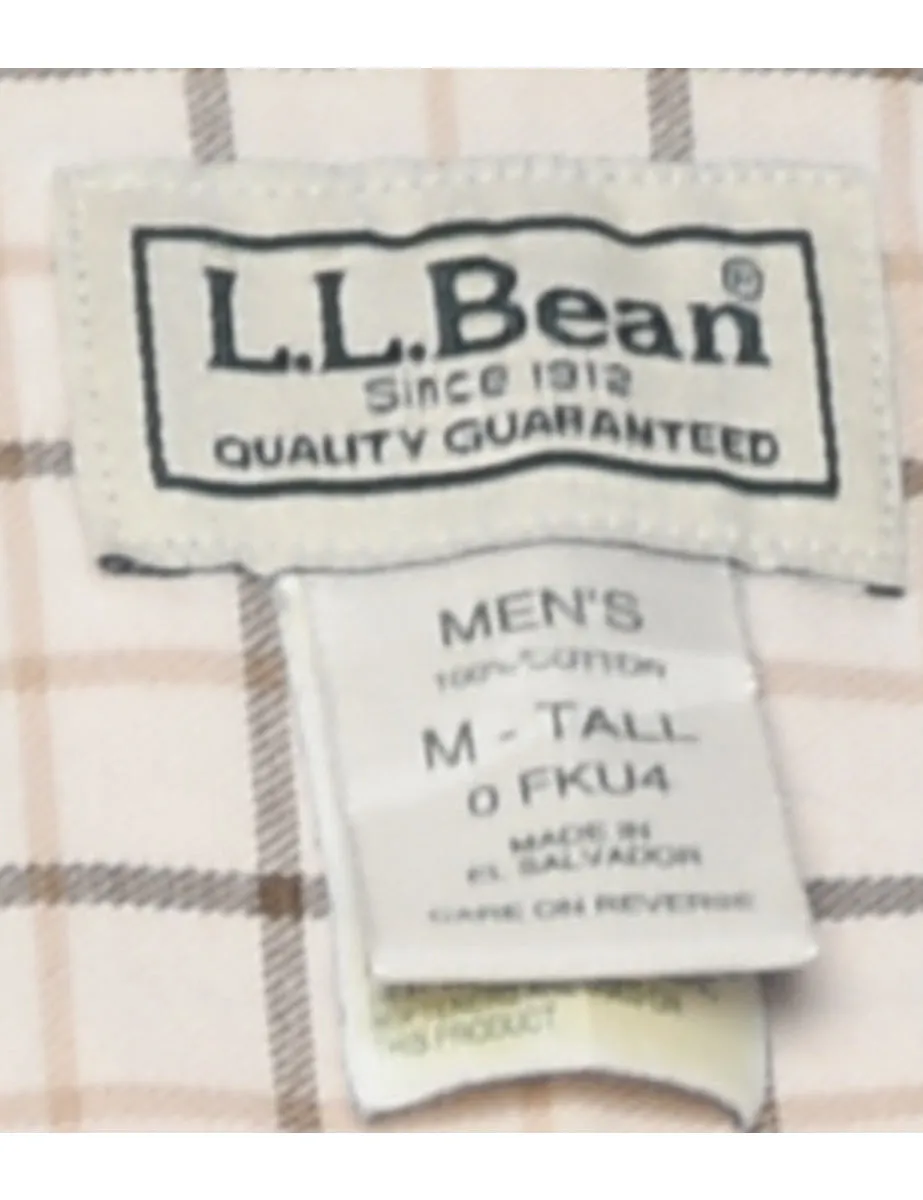 L.L.Bean®
Since 1912
QUALITY GUARANTEED
MEN'S
100% COTTON
M - TALL
0 FKU4
MADE IN
EL SALVADOR
CARE ON REVERSE
PRODUCT